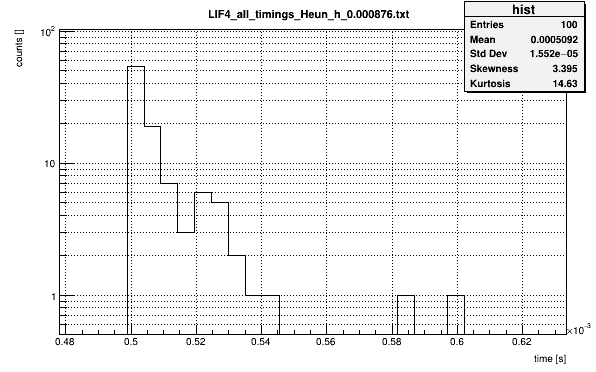 LIF4_all_timings_Heun_h_0.000876.txt
hist
Entries 100
Mean 0.0005092
Std Dev 1.552e−05
Skewness 3.395
Kurtosis 14.63
counts []
10²
10
1
0.48 0.5 0.52 0.54 0.56 0.58 0.6 0.62
×10⁻³
time [s]